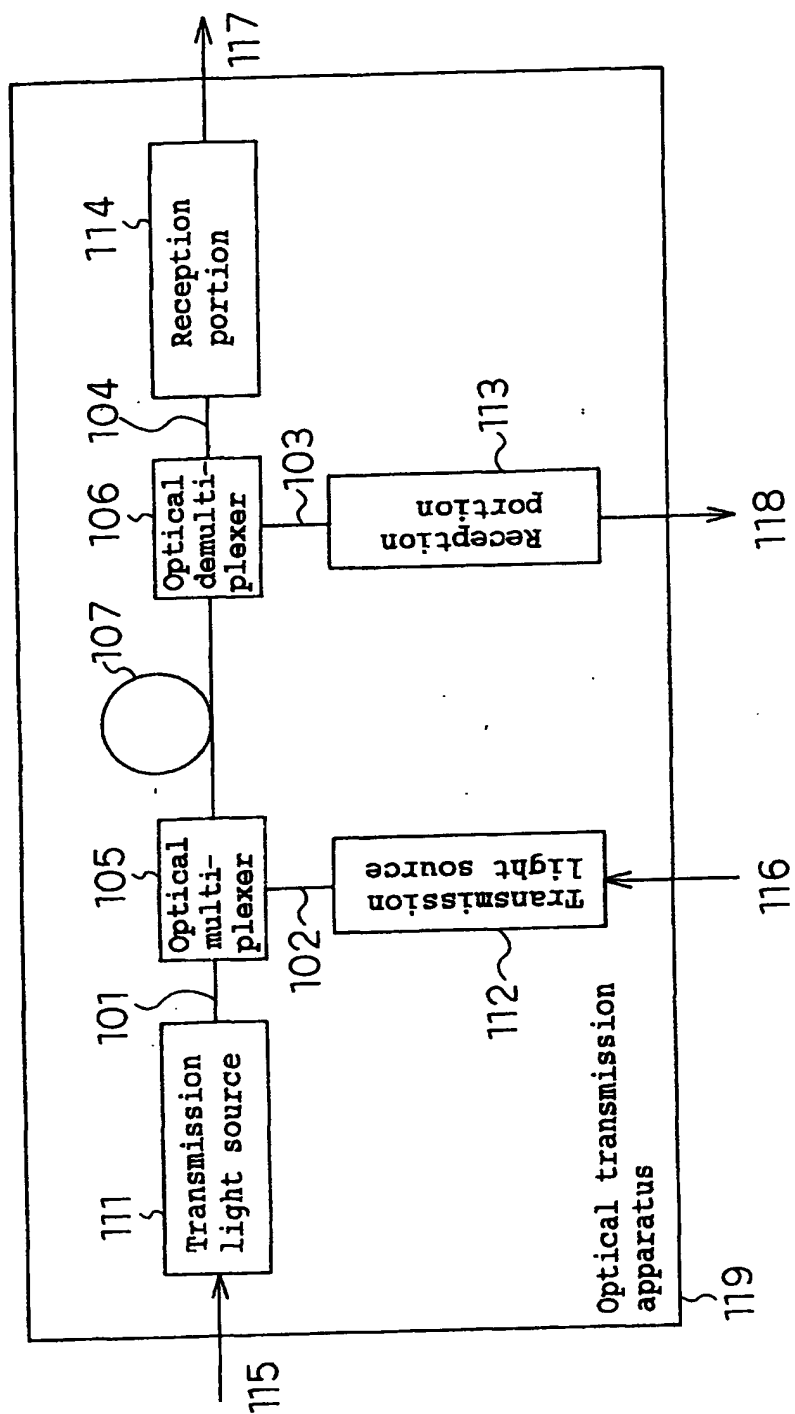 115
111
Transmission
light source
101
105
Optical
multi-
plexer
102
Transmission
light source
112
116
107
106
Optical
demulti-
plexer
103
Reception
portion
113
118
104
114
Reception
portion
117
Optical transmission
apparatus
119